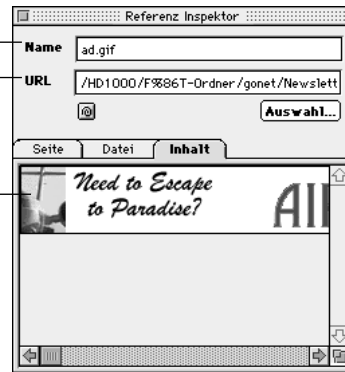 Referenz Inspektor
Name ad.gif
URL /HD1000/F%86T-Ordner/gonet/Newslett
Auswahl...
Seite Datei Inhalt
Need to Escape
to Paradise?